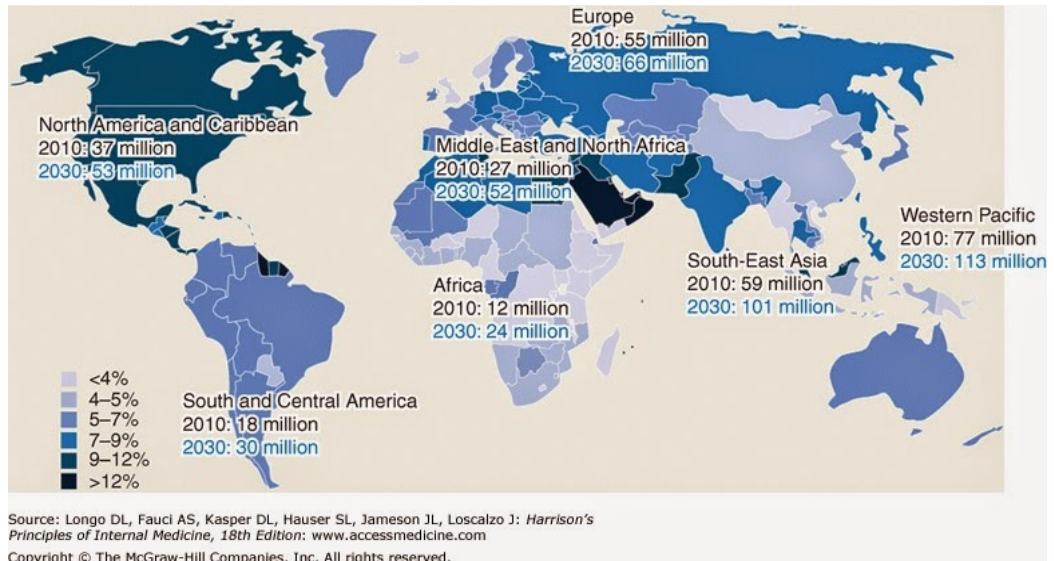 Europe
2010: 55 million
2030: 66 million
North America and Caribbean
2010: 37 million
2030: 53 million
Middle East and North Africa
2010: 27 million
2030: 52 million
Western Pacific
2010: 77 million
2030: 113 million
South-East Asia
2010: 59 million
2030: 101 million
Africa
2010: 12 million
2030: 24 million
South and Central America
2010: 18 million
2030: 30 million
<4%
4–5%
5–7%
7–9%
9–12%
>12%
Source: Longo DL, Fauci AS, Kasper DL, Hauser SL, Jameson JL, Loscalzo J: Harrison's
Principles of Internal Medicine, 18th Edition: www.accessmedicine.com
Copyright © The McGraw-Hill Companies, Inc. All rights reserved.